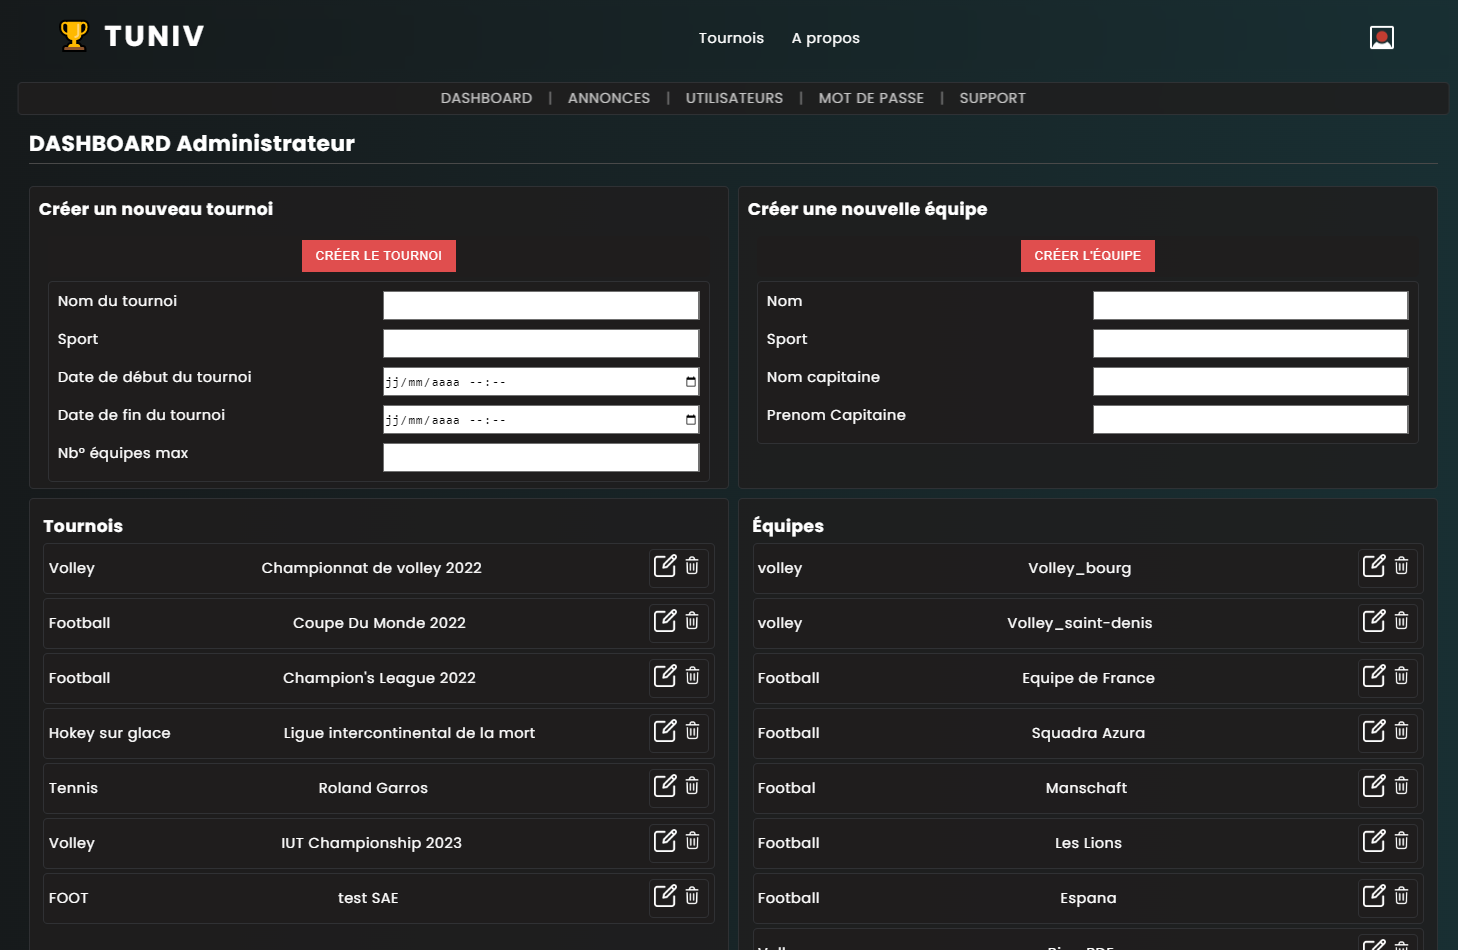 TUNIV
Tournois A propos
DASHBOARD | ANNONCES | UTILISATEURS | MOT DE PASSE | SUPPORT
DASHBOARD Administrateur
Créer un nouveau tournoi
CRÉER LE TOURNOI
Nom du tournoi
Sport
Date de début du tournoi jj/mm/aaaa --:--
Date de fin du tournoi jj/mm/aaaa --:--
Nb° équipes max
Créer une nouvelle équipe
CRÉER L'ÉQUIPE
Nom
Sport
Nom capitaine
Prenom Capitaine
Tournois
Volley Championnat de volley 2022
Football Coupe Du Monde 2022
Football Champion's League 2022
Hokey sur glace Ligue intercontinental de la mort
Tennis Roland Garros
Volley IUT Championship 2023
FOOT test SAE
Équipes
volley Volley_bourg
volley Volley_saint-denis
Football Equipe de France
Football Squadra Azura
Footbal Manschaft
Football Les Lions
Football Espana